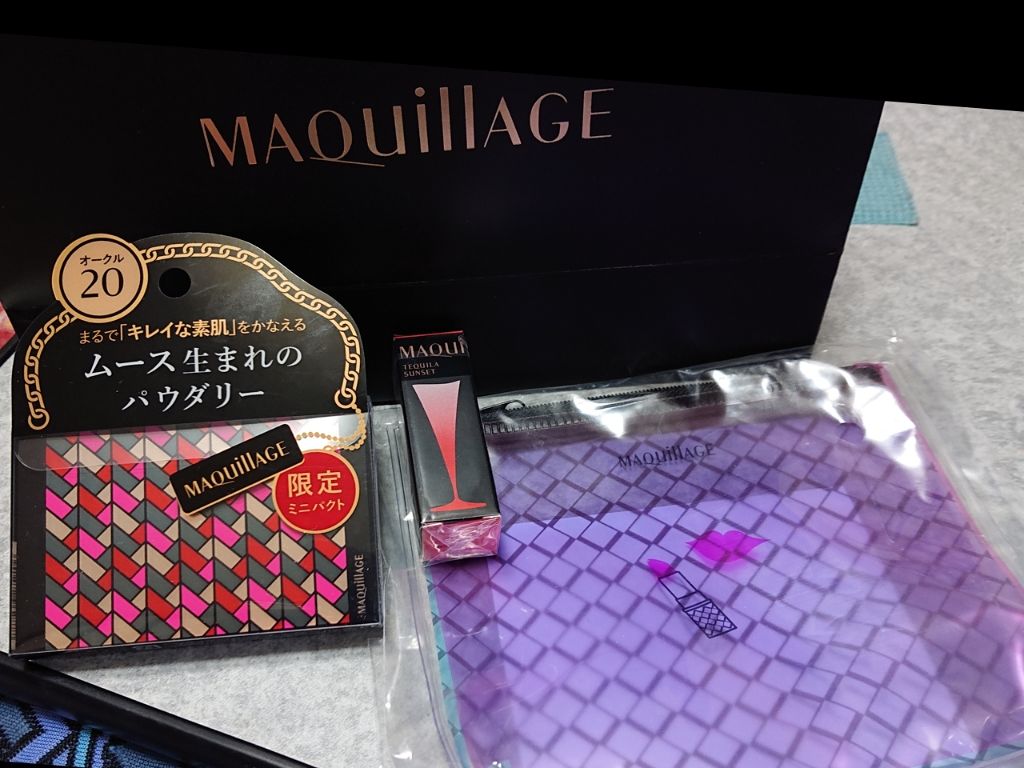 MAQuillAGE
オークル
20
まるで「キレイな素肌」をかなえる
ムース生まれの
パウダリー
MAQuillAGE
限定
ミニパクト
MAQuillAGE
MAQUI
TEQUILA
SUNSET
MAQuillAGE